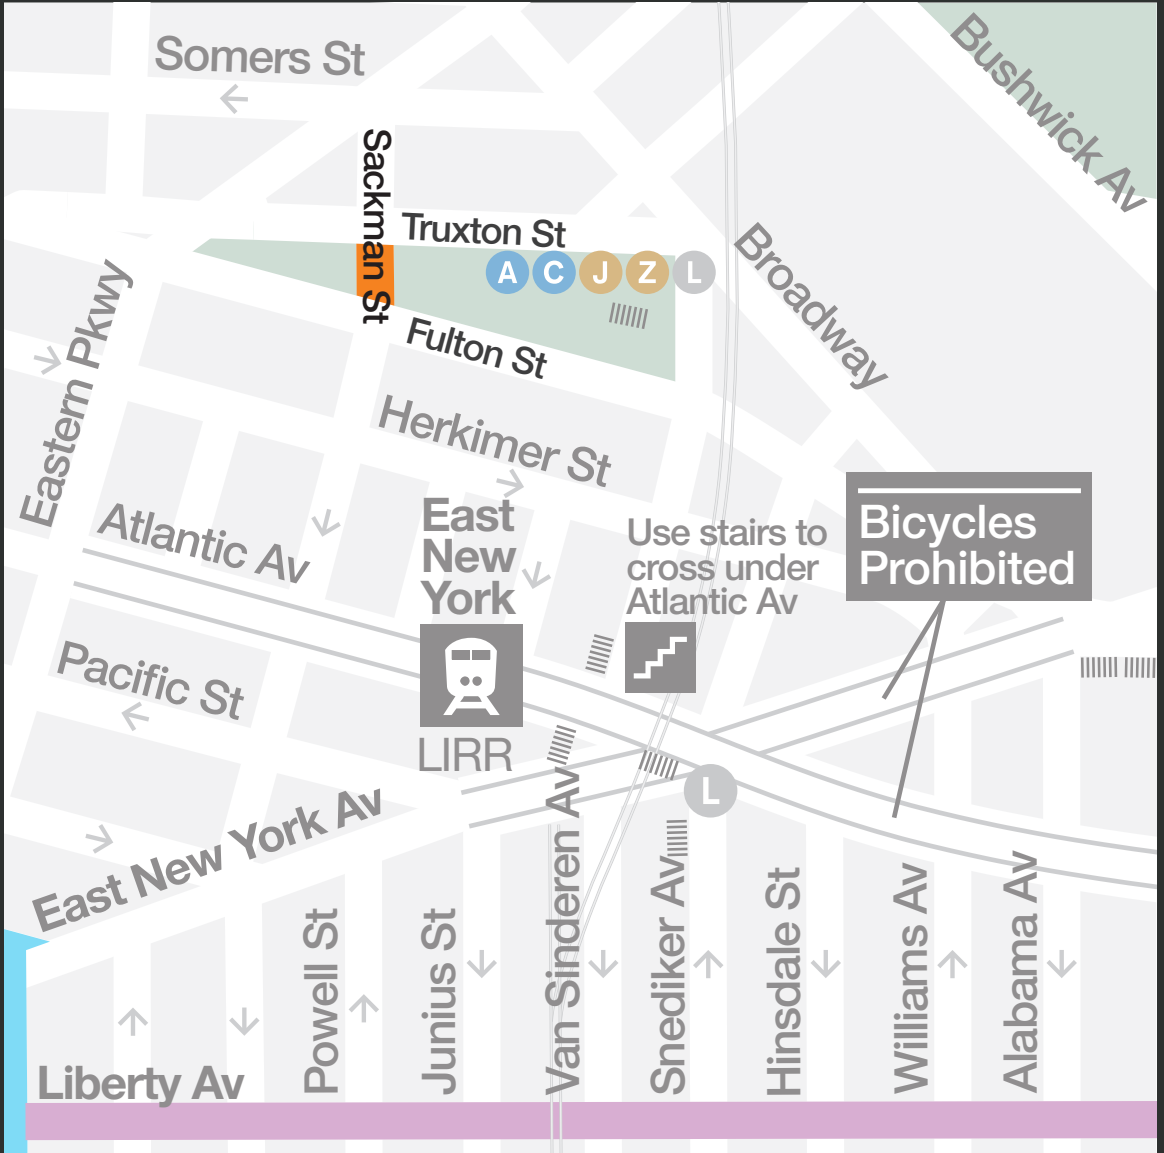 Somers St
Bushwick Av
Sackman St
Truxton St
A C J Z L
Broadway
Eastern Pkwy
Fulton St
Herkimer St
Atlantic Av
East
New
York
Use stairs to
cross under
Atlantic Av
Bicycles
Prohibited
Pacific St
LIRR
L
East New York Av
Powell St
Junius St
Van Sinderen Av
Snediker Av
Hinsdale St
Williams Av
Alabama Av
Liberty Av